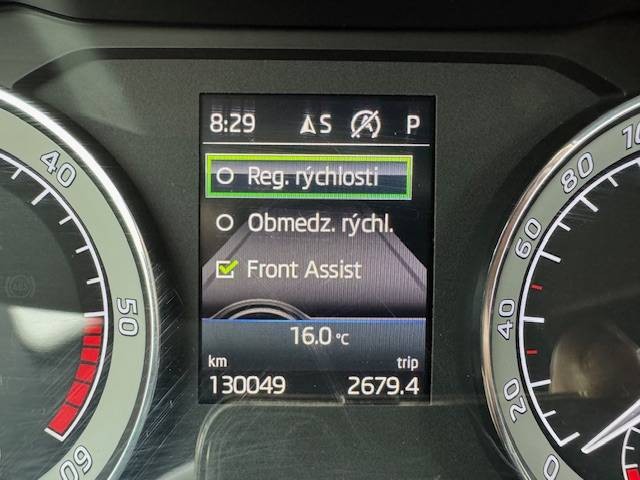 8:29 S A P
Reg. rýchlosti
Obmedz. rýchl.
Front Assist
16.0 °C
km trip
130049 2679.4
40
50
60
0
20
40
60
80
ABS